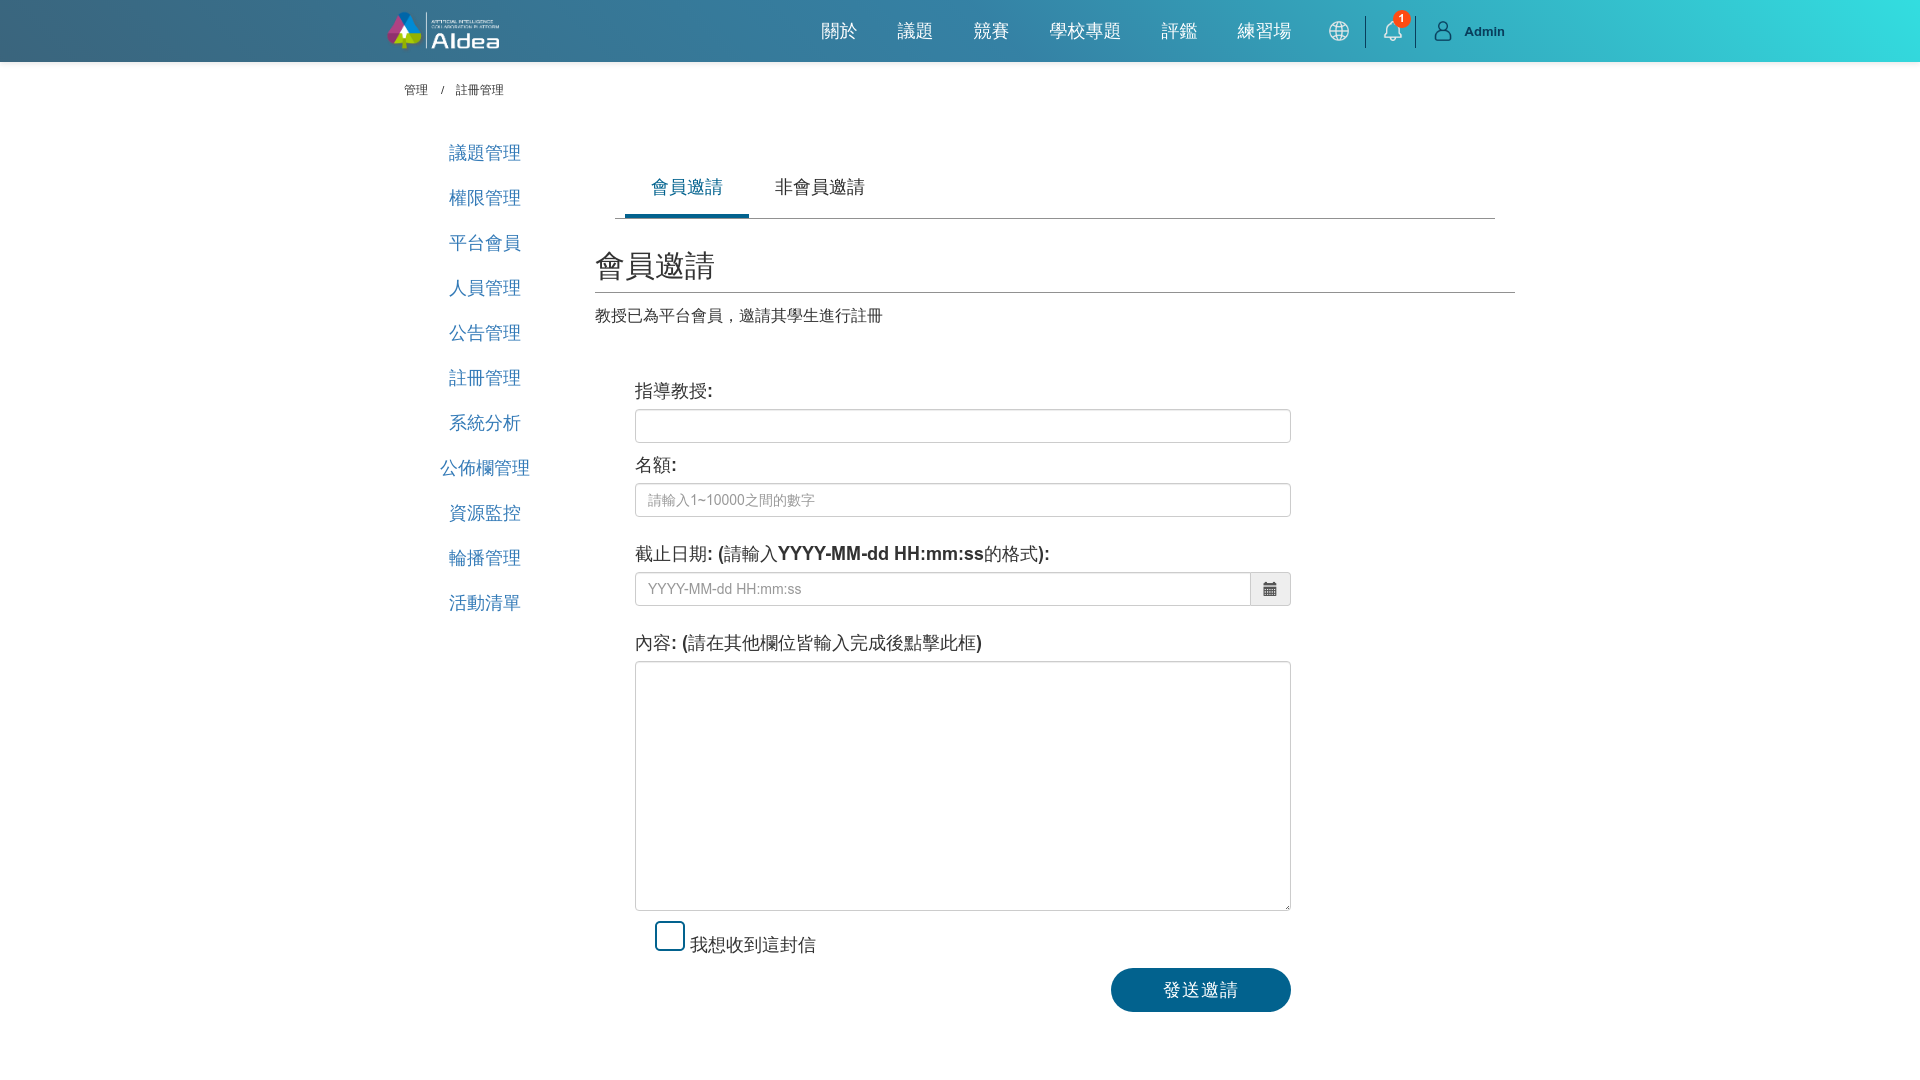 ARTIFICIAL INTELLIGENCE
COLLABORATION PLATFORM
AIdea
關於 議題 競賽 學校專題 評鑑 練習場 1 Admin
管理 / 註冊管理
議題管理
權限管理
平台會員
人員管理
公告管理
註冊管理
系統分析
公佈欄管理
資源監控
輪播管理
活動清單
會員邀請 非會員邀請
會員邀請
教授已為平台會員，邀請其學生進行註冊
指導教授:
名額:
請輸入1~10000之間的數字
截止日期: (請輸入YYYY-MM-dd HH:mm:ss的格式):
YYYY-MM-dd HH:mm:ss
內容: (請在其他欄位皆輸入完成後點擊此框)
我想收到這封信
發送邀請